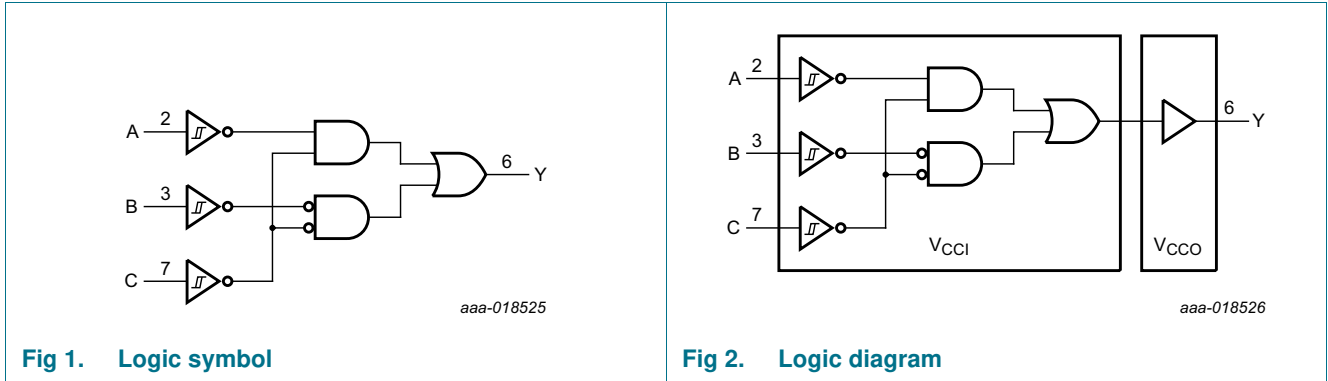 A 2
B 3
C 7
6 Y
aaa-018525
Fig 1. Logic symbol
A 2
B 3
C 7
VCCI
VCCO
6 Y
aaa-018526
Fig 2. Logic diagram